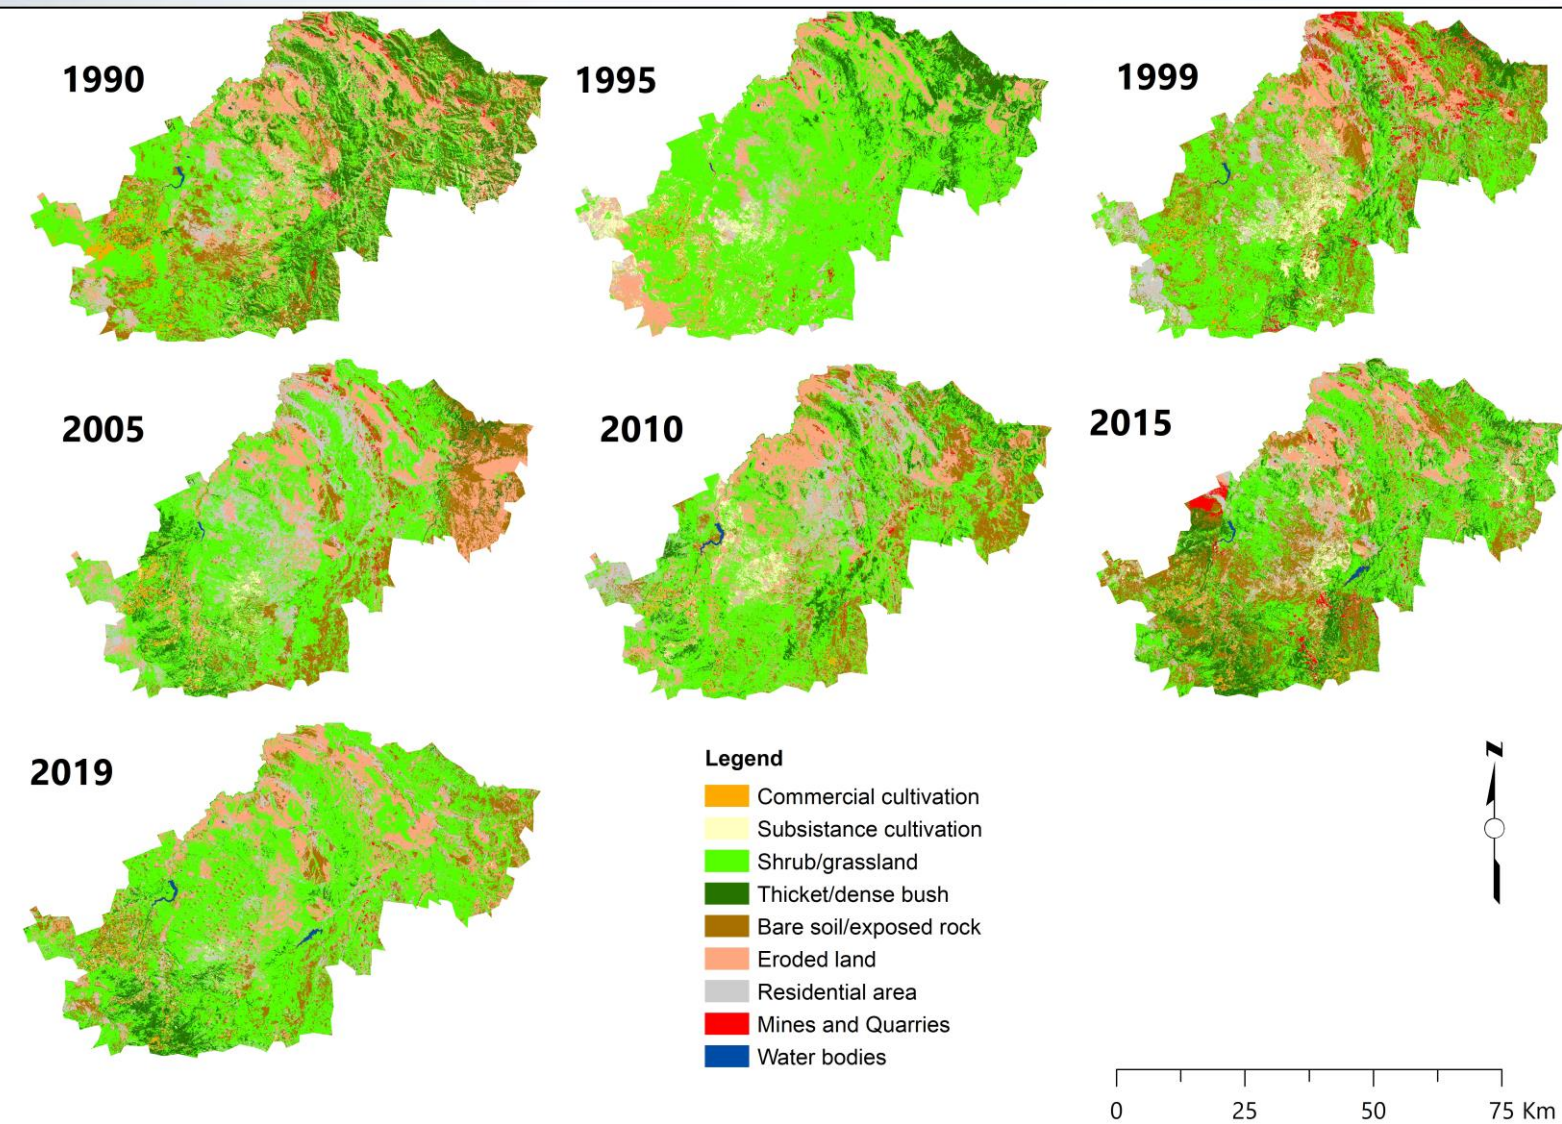 1990
1995
1999
2005
2010
2015
2019
Legend
Commercial cultivation
Subsistance cultivation
Shrub/grassland
Thicket/dense bush
Bare soil/exposed rock
Eroded land
Residential area
Mines and Quarries
Water bodies
N
0 25 50 75 Km